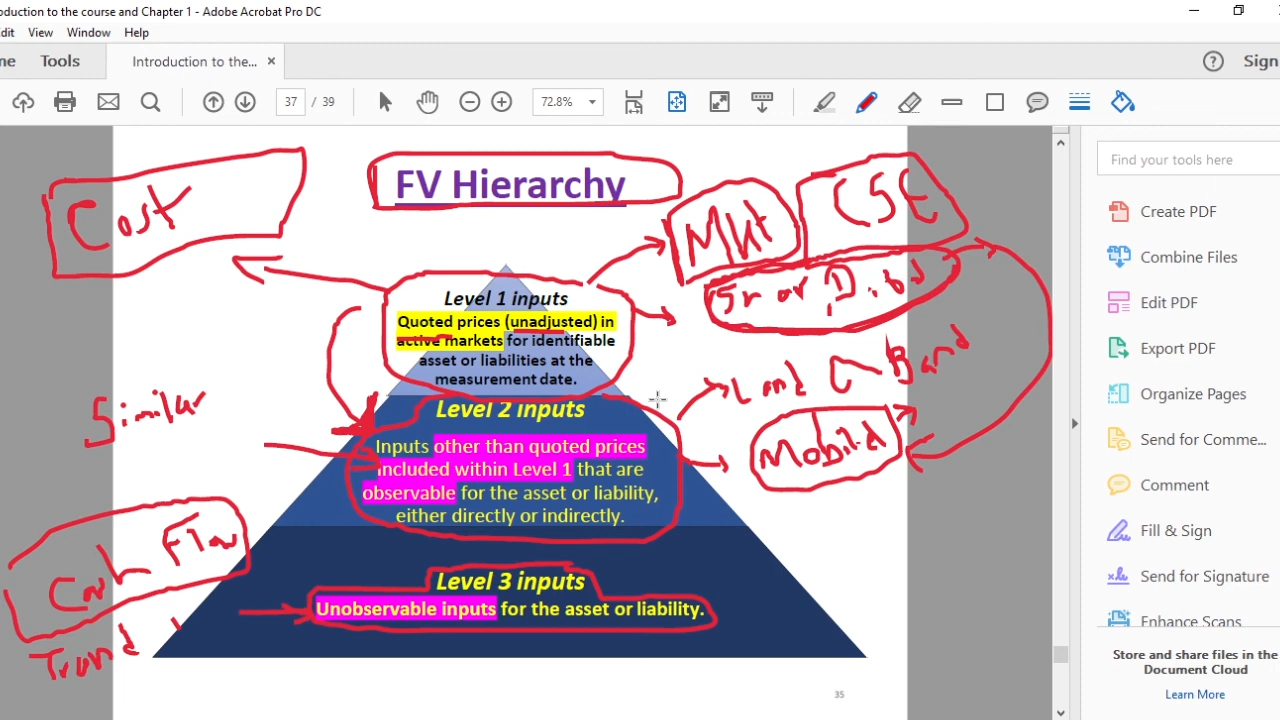 oduction to the course and Chapter 1 - Adobe Acrobat Pro DC
dit View Window Help
ne Tools Introduction to the... × ? Sign
37 / 39 72.8%
FV Hierarchy
Cost
Mkt
CSE
Level 1 inputs
Quoted prices (unadjusted) in
active markets for identifiable
asset or liabilities at the
measurement date.
Similar
Level 2 inputs
Inputs other than quoted prices
included within Level 1 that are
observable for the asset or liability,
either directly or indirectly.
Cash Flow
Level 3 inputs
Unobservable inputs for the asset or liability.
35
Find your tools here
Create PDF
Combine Files
Edit PDF
Export PDF
Organize Pages
Send for Comme...
Comment
Fill & Sign
Send for Signature
Enhance Scans
Store and share files in the
Document Cloud
Learn More